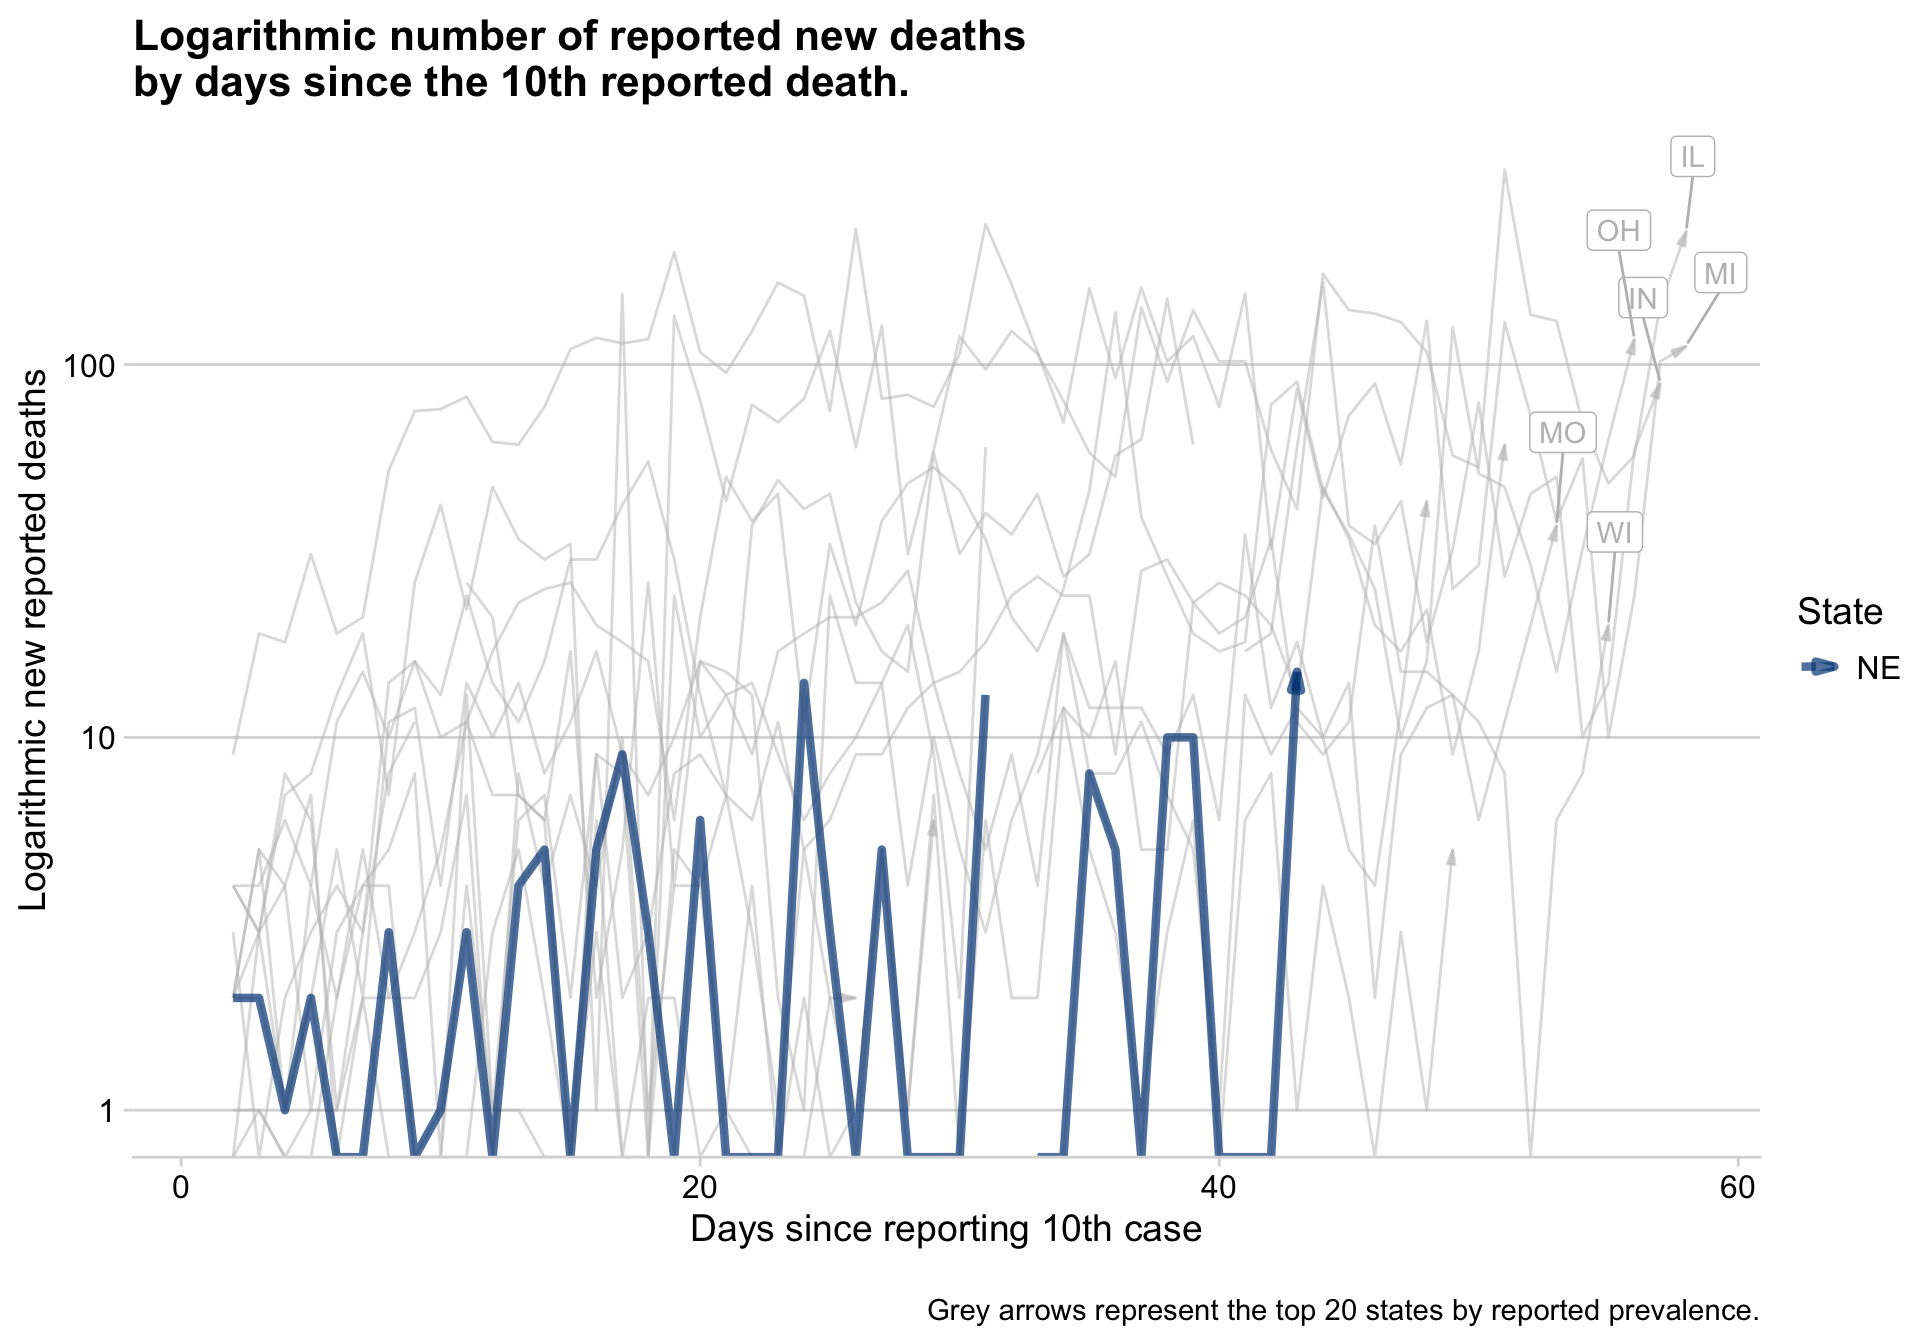 Logarithmic number of reported new deaths
by days since the 10th reported death.
Logarithmic new reported deaths
100
10
1
IL
OH
MI
IN
MO
WI
State
NE
0
20
40
60
Days since reporting 10th case
Grey arrows represent the top 20 states by reported prevalence.